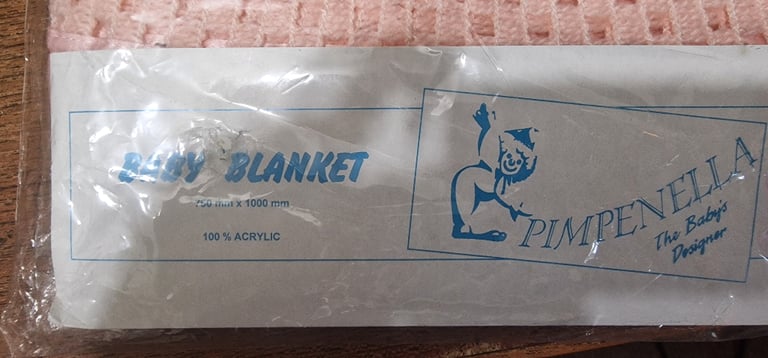 BABY BLANKET
750 mm x 1000 mm
100 % ACRYLIC
PIMPENELLA
The Baby's
Designer